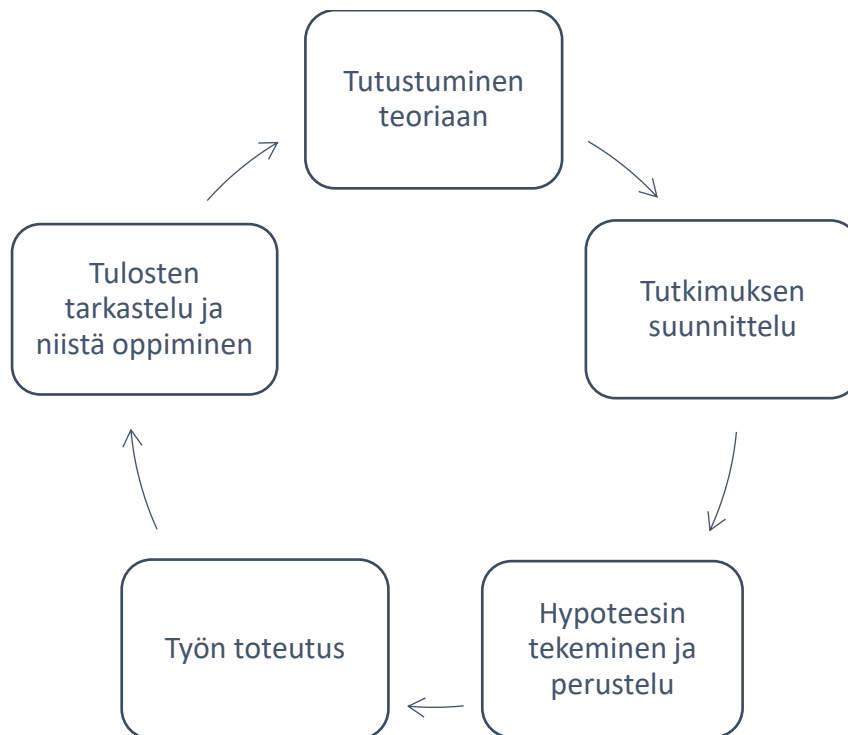 Tutustuminen
teoriaan
Tutkimuksen
suunnittelu
Hypoteesin
tekeminen ja
perustelu
Työn toteutus
Tulosten
tarkastelu ja
niistä oppiminen